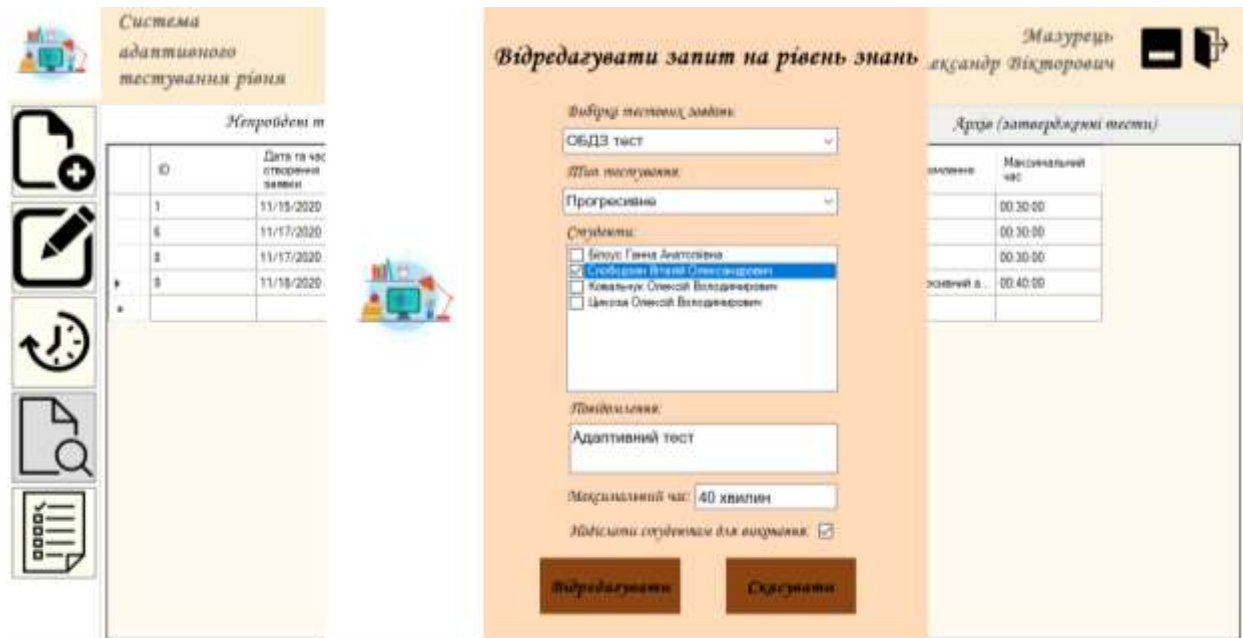 Система
адаптивного
тестування рівня
Відредагувати запит на рівень знань
Мазурець
ександр Вікторович
Непройдені т
Архів (затверджені тести)
ID
Дата та час
створення
заявки
Максимальний
час
1
11/15/2020
00:30:00
6
11/17/2020
00:30:00
8
11/17/2020
00:30:00
9
11/18/2020
00:40:00
Вибірка тестових завдань:
ОБДЗ тест
Тип тестування:
Прогресивне
Студенти:
Білоус Ганна Анатоліївна
Слободзян Віталій Олександрович
Ковальчук Олексій Володимирович
Олексій Володимирович
Повідомлення:
Адаптивний тест
Максимальний час:
40 хвилин
Надіслати студентам для виконання:
Відредагувати
Скасувати